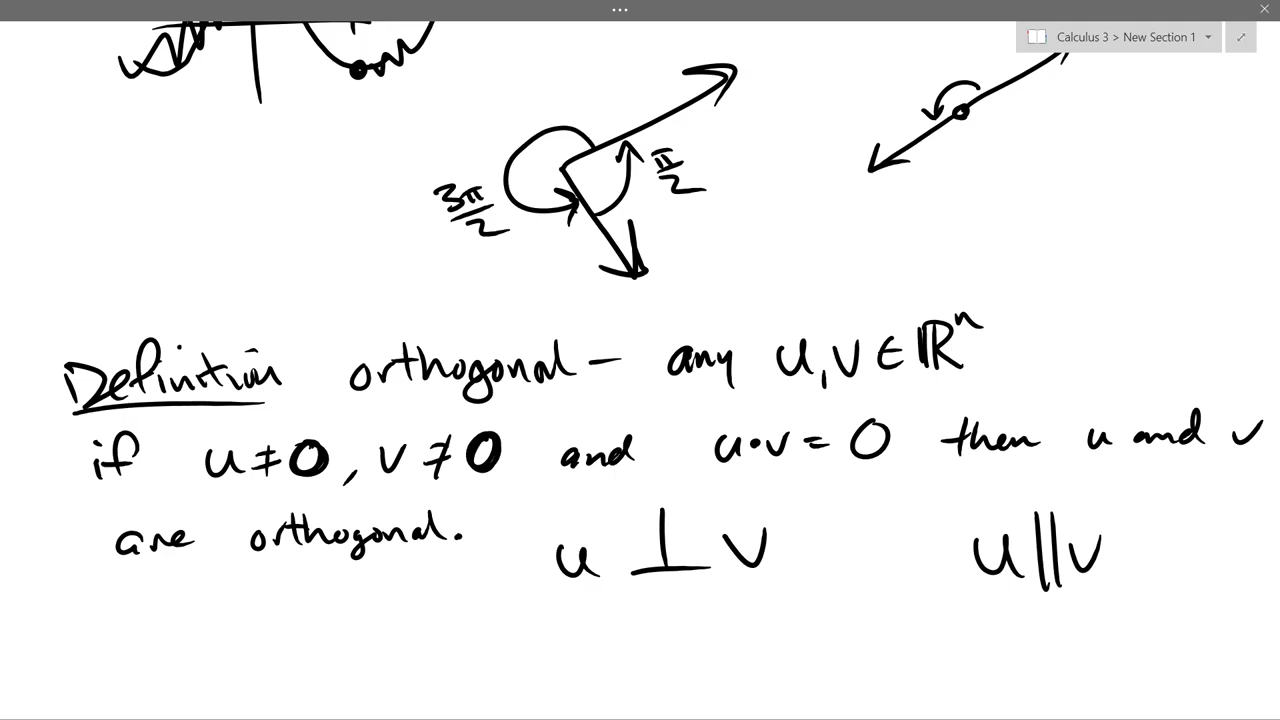 Calculus 3 > New Section 1
π/2
3π/2
Definition orthogonal – any u, v ∈ ℝⁿ
if u ≠ 0, v ≠ 0 and u·v = 0 then u and v
are orthogonal. u ⊥ v u ∥ v